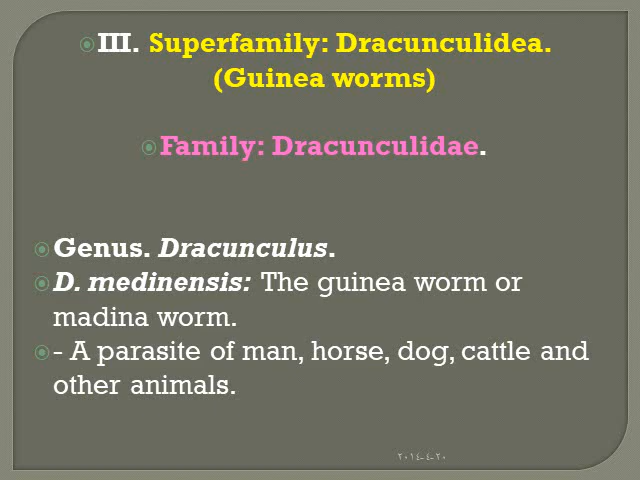 III. Superfamily: Dracunculidea.
(Guinea worms)
Family: Dracunculidae.
Genus. Dracunculus.
D. medinensis: The guinea worm or
madina worm.
- A parasite of man, horse, dog, cattle and
other animals.
٢٠١٤-٤-٢٠